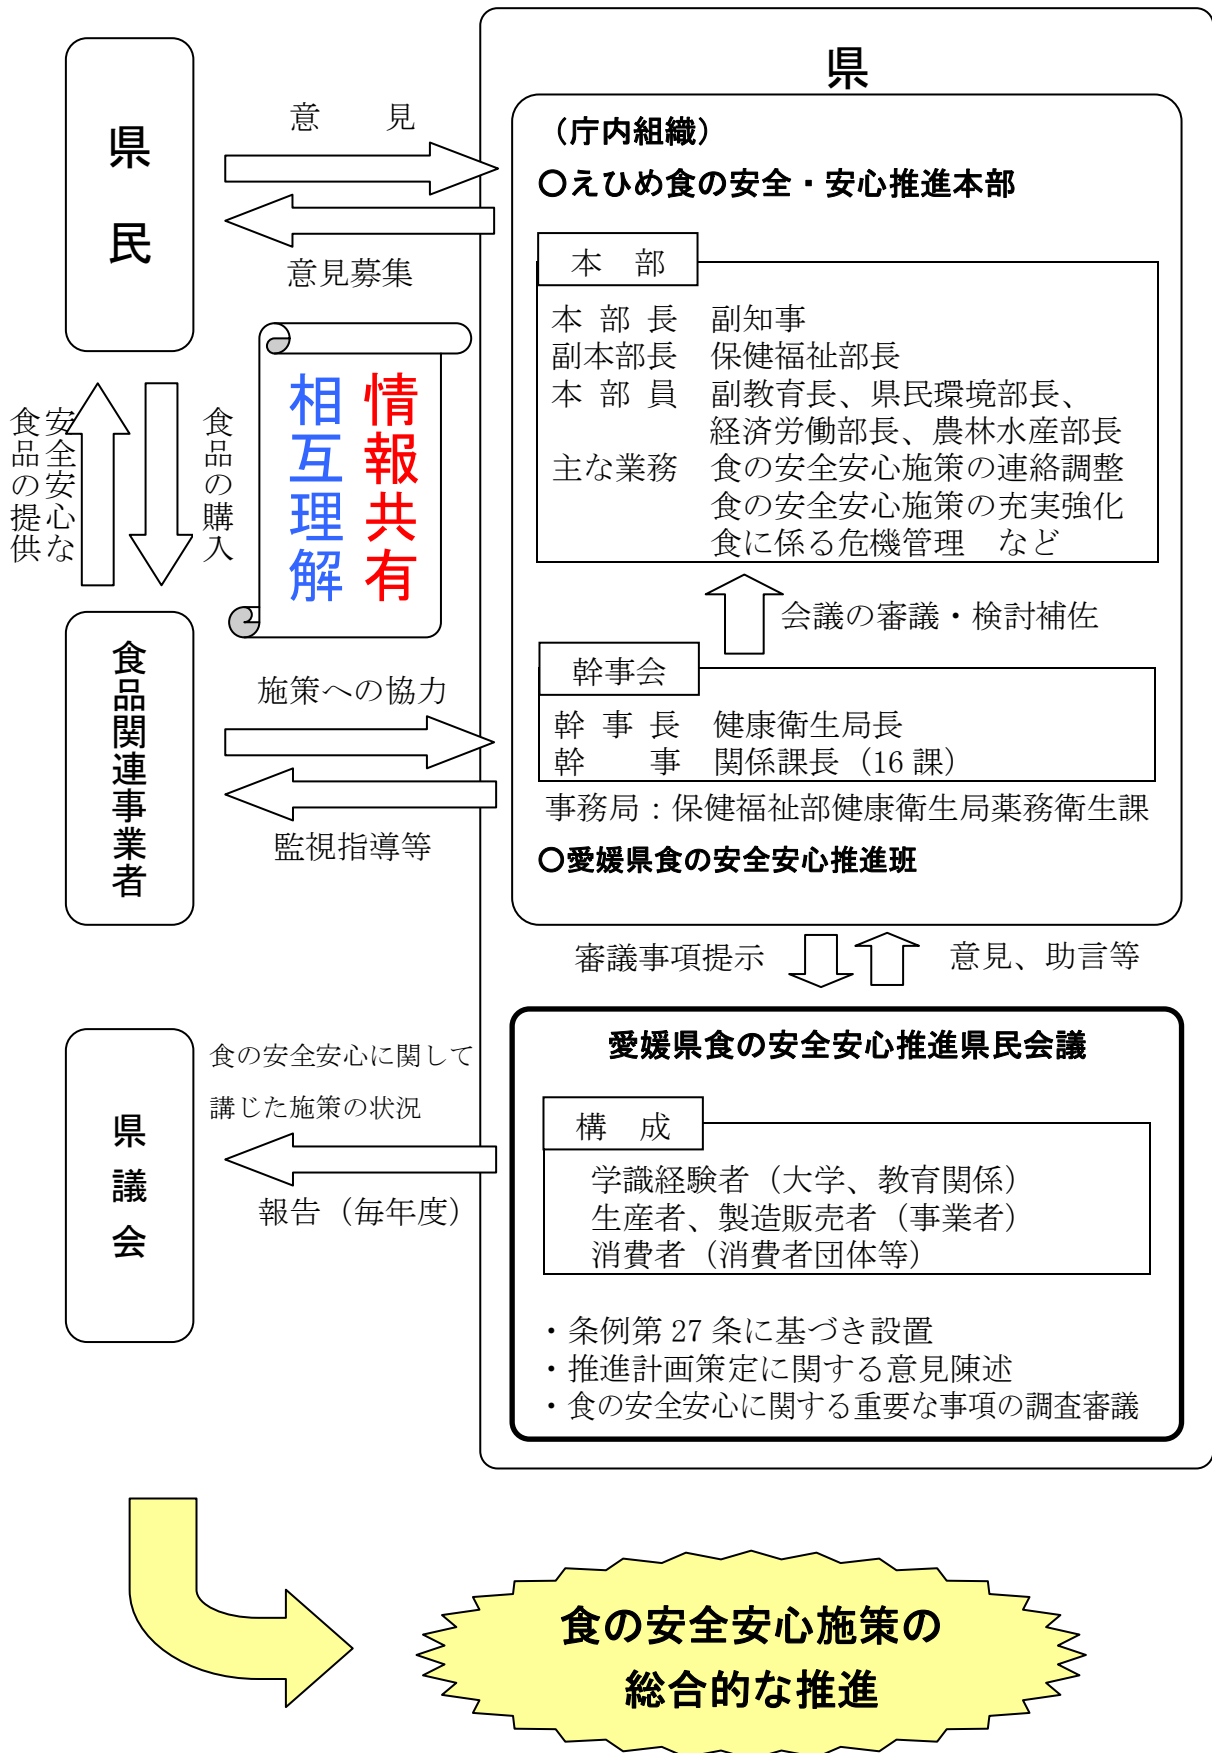 県
県民
意　見
意見募集
（庁内組織）
○えひめ食の安全・安心推進本部
本　部
本 部 長　副知事
副本部長　保健福祉部長
本 部 員　副教育長、県民環境部長、
経済労働部長、農林水産部長
主な業務　食の安全安心施策の連絡調整
食の安全安心施策の充実強化
食に係る危機管理　など
安全安心な
食品の提供
食品の購入
情報共有
相互理解
会議の審議・検討補佐
幹事会
幹 事 長　健康衛生局長
幹　　事　関係課長（16 課）
事務局：保健福祉部健康衛生局薬務衛生課
○愛媛県食の安全安心推進班
食品関連事業者
施策への協力
監視指導等
審議事項提示
意見、助言等
県議会
食の安全安心に関して
講じた施策の状況
報告（毎年度）
愛媛県食の安全安心推進県民会議
構　成
学識経験者（大学、教育関係）
生産者、製造販売者（事業者）
消費者（消費者団体等）
・条例第 27 条に基づき設置
・推進計画策定に関する意見陳述
・食の安全安心に関する重要な事項の調査審議
食の安全安心施策の
総合的な推進